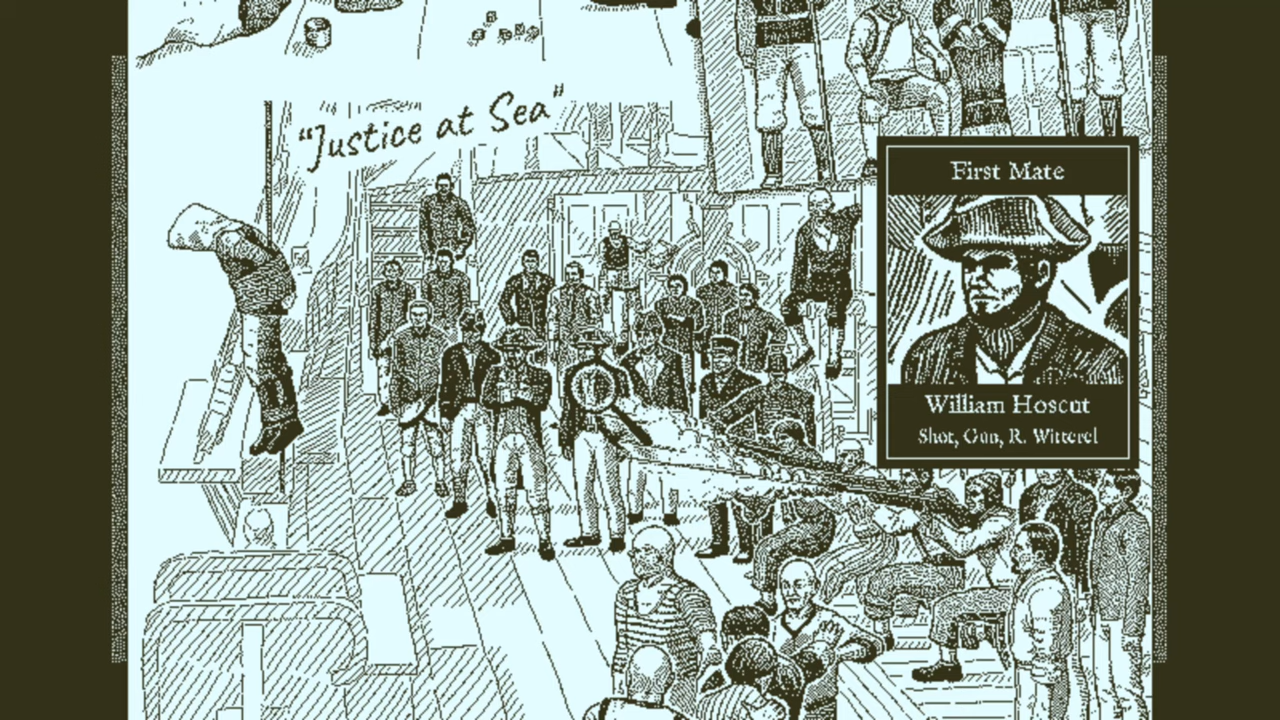 "Justice at Sea"
First Mate
William Hoscut
Shot, Gun, R. Witterel